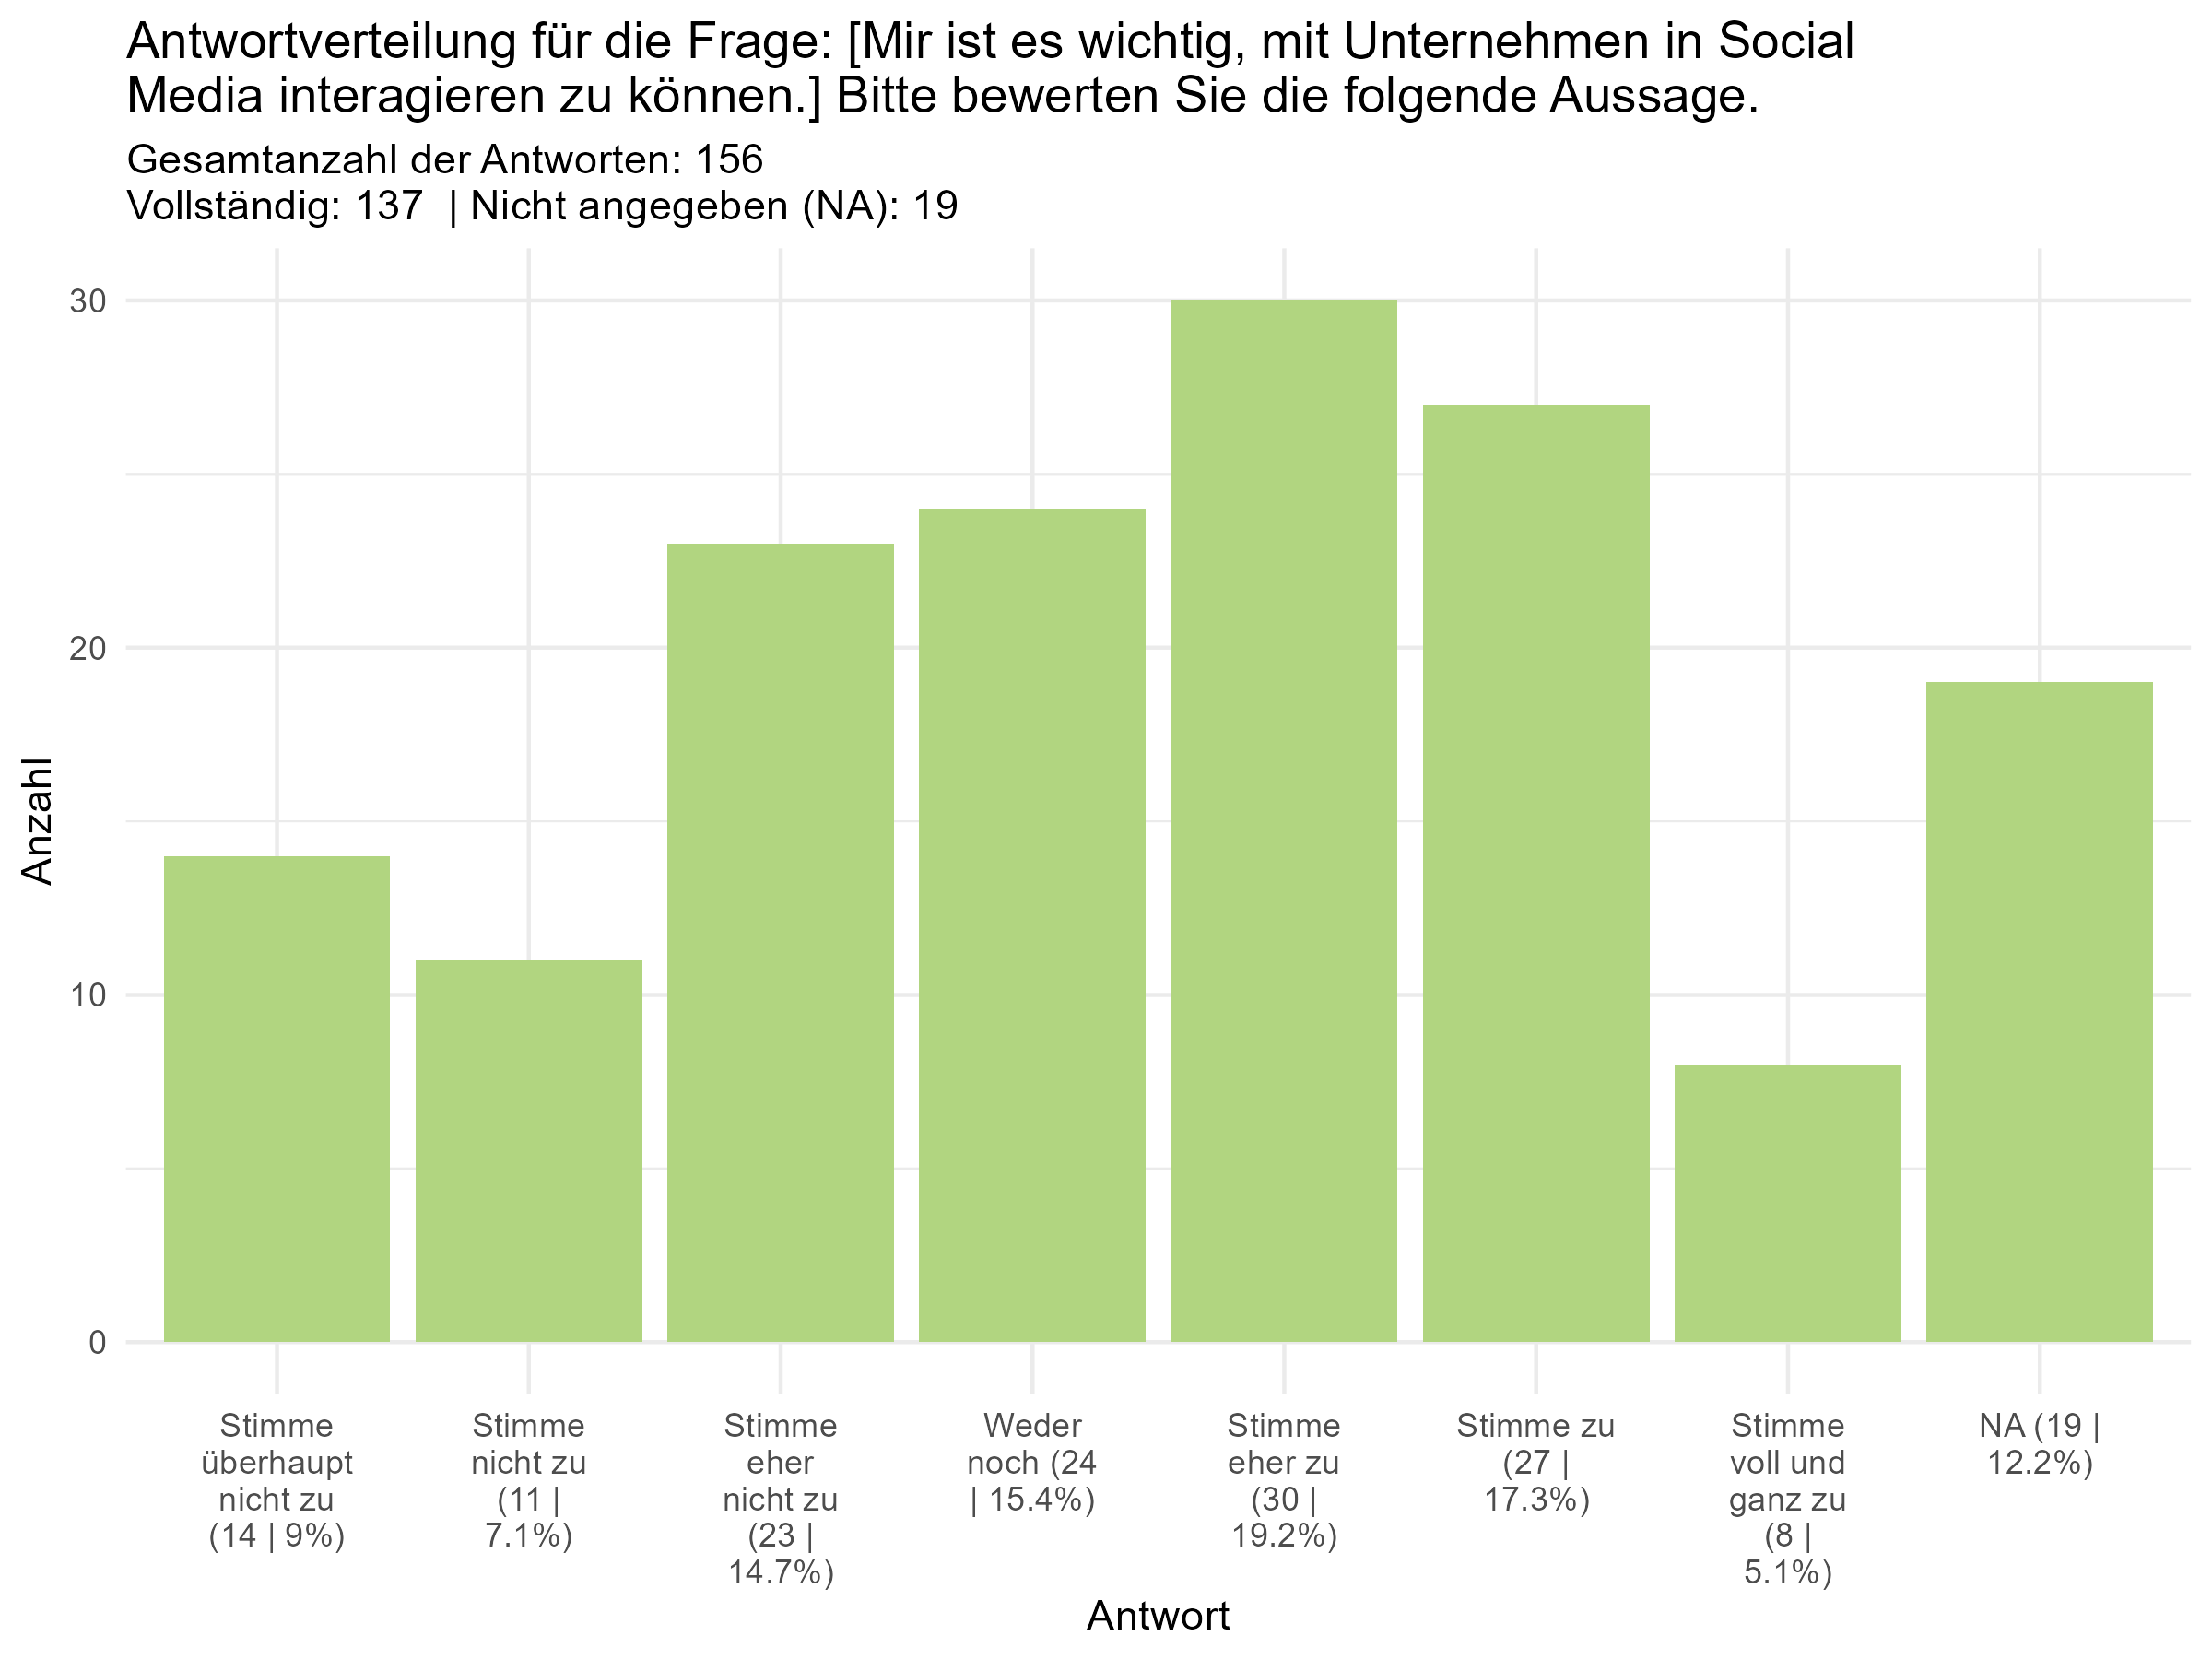 Antwortverteilung für die Frage: [Mir ist es wichtig, mit Unternehmen in Social
Media interagieren zu können.] Bitte bewerten Sie die folgende Aussage.
Gesamtanzahl der Antworten: 156
Vollständig: 137 | Nicht angegeben (NA): 19
Anzahl
30
20
10
0
Stimme
überhaupt
nicht zu
(14 | 9%)
Stimme
nicht zu
(11 |
7.1%)
Stimme
eher
nicht zu
(23 |
14.7%)
Weder
noch (24
| 15.4%)
Stimme
eher zu
(30 |
19.2%)
Stimme zu
(27 |
17.3%)
Stimme
voll und
ganz zu
(8 |
5.1%)
NA (19 |
12.2%)
Antwort